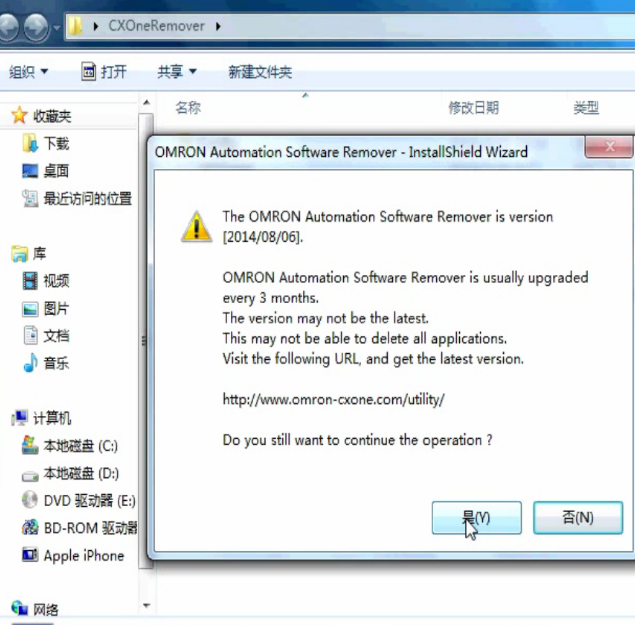 CXOneRemover
组织 打开 共享 新建文件夹
名称 修改日期 类型
收藏夹
下载
桌面
最近访问的位置
库
视频
图片
文档
音乐
计算机
本地磁盘 (C:)
本地磁盘 (D:)
DVD 驱动器 (E:)
BD-ROM 驱动器
Apple iPhone
网络
OMRON Automation Software Remover - InstallShield Wizard
The OMRON Automation Software Remover is version
[2014/08/06].
OMRON Automation Software Remover is usually upgraded
every 3 months.
The version may not be the latest.
This may not be able to delete all applications.
Visit the following URL, and get the latest version.
http://www.omron-cxone.com/utility/
Do you still want to continue the operation ?
是(Y) 否(N)